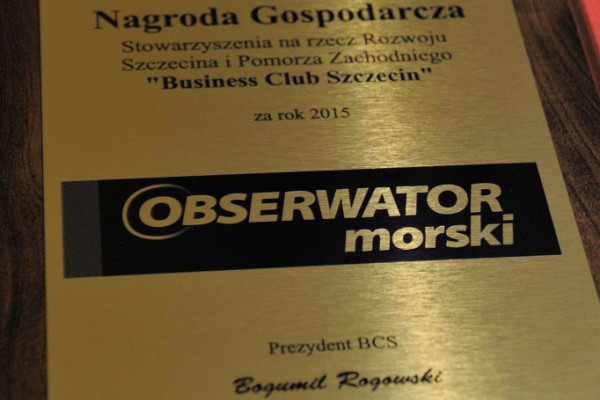 Nagroda Gospodarcza
Stowarzyszenia na rzecz Rozwoju
Szczecina i Pomorza Zachodniego
"Business Club Szczecin"
za rok 2015
OBSERWATOR
morski
Prezydent BCS
Bogumil Rogowski